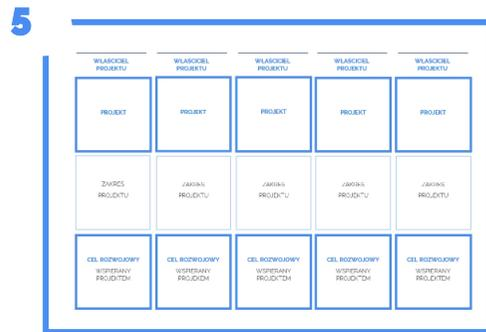 5
WŁAŚCICIEL WŁAŚCICIEL WŁAŚCICIEL WŁAŚCICIEL WŁAŚCICIEL
PROJEKTU PROJEKTU PROJEKTU PROJEKTU PROJEKTU
PROJEKT PROJEKT PROJEKT PROJEKT PROJEKT
ZAKRES ZAKRES ZAKRES ZAKRES ZAKRES
PROJEKTU PROJEKTU PROJEKTU PROJEKTU PROJEKTU
CEL ROZWOJOWY CEL ROZWOJOWY CEL ROZWOJOWY CEL ROZWOJOWY CEL ROZWOJOWY
WSPIERANY WSPIERANY WSPIERANY WSPIERANY WSPIERANY
PROJEKTEM PROJEKEM PROJEKTEM PROJEKTEM PROJEKTEM